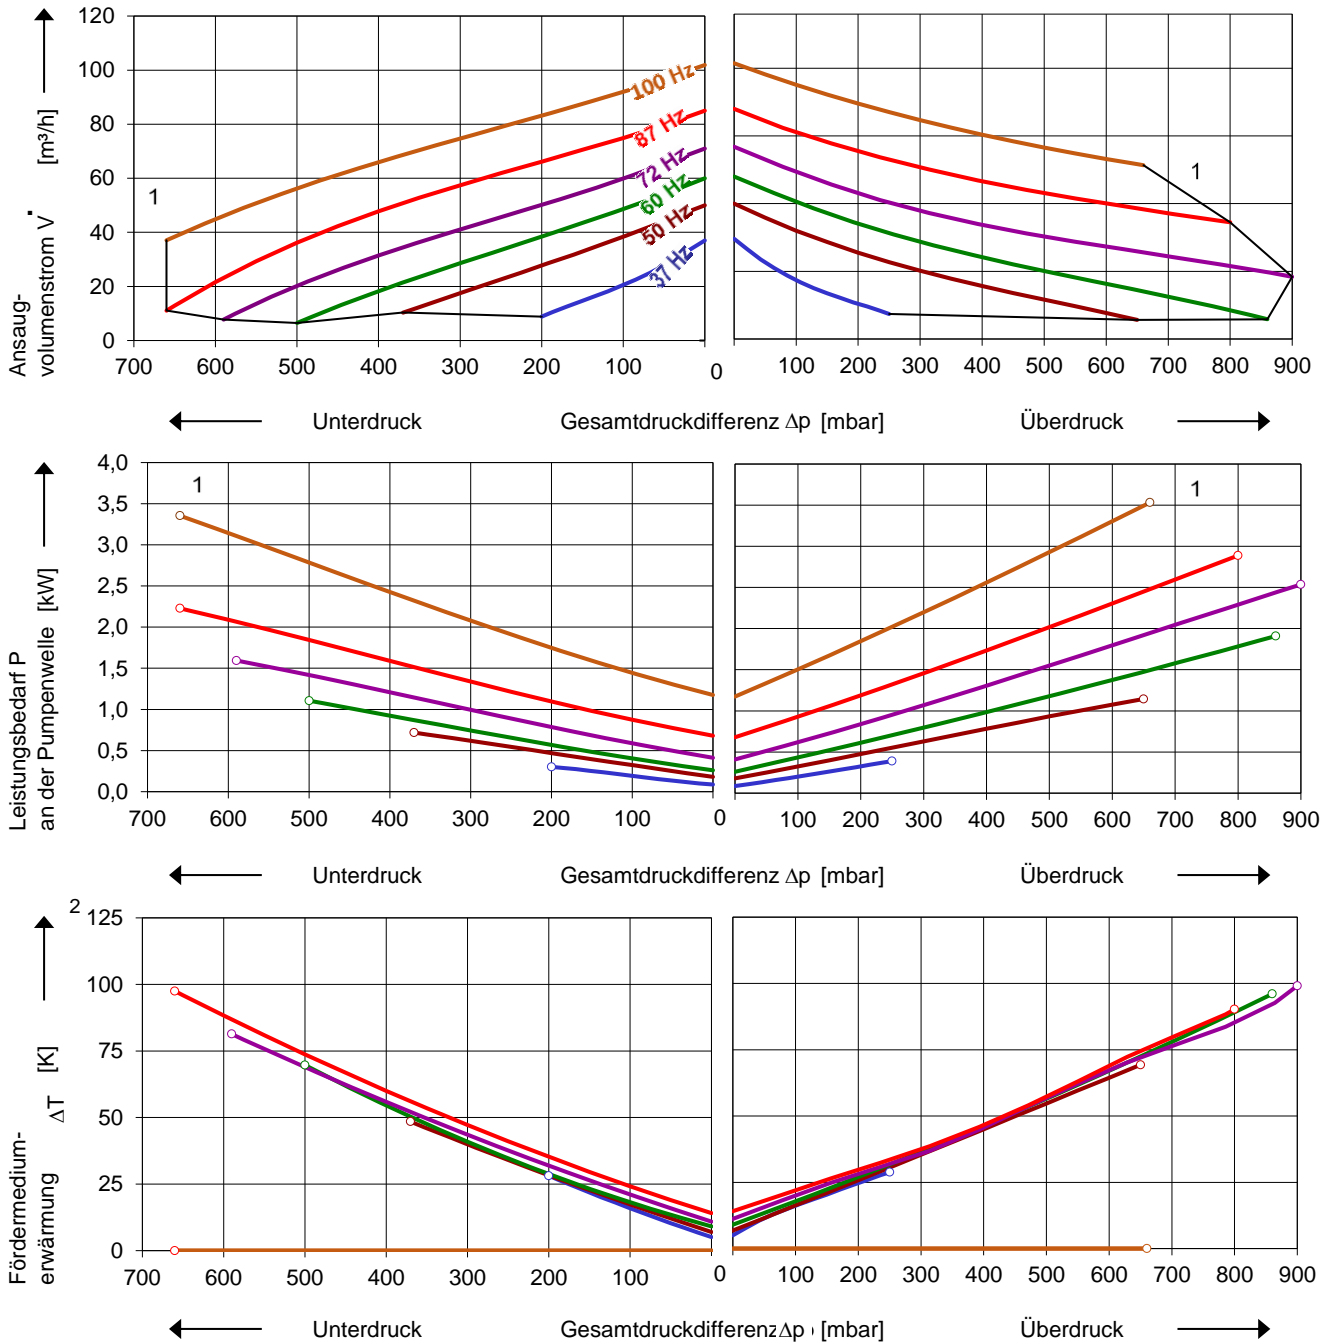 120
100
80
60
40
20
0
[m³/h]
Ansaug-
volumenstrom V̇
1
100 Hz
87 Hz
72 Hz
60 Hz
50 Hz
37 Hz
1
700 600 500 400 300 200 100 0 100 200 300 400 500 600 700 800 900
Unterdruck Gesamtdruckdifferenz Δp [mbar] Überdruck
4,0
3,5
3,0
2,5
2,0
1,5
1,0
0,5
0,0
Leistungsbedarf P
an der Pumpenwelle [kW]
1
1
700 600 500 400 300 200 100 0 100 200 300 400 500 600 700 800 900
Unterdruck Gesamtdruckdifferenz Δp [mbar] Überdruck
2
125
100
75
50
25
0
Fördermedium-
erwärmung ΔT [K]
700 600 500 400 300 200 100 0 100 200 300 400 500 600 700 800 900
Unterdruck Gesamtdruckdifferenz Δp [mbar] Überdruck